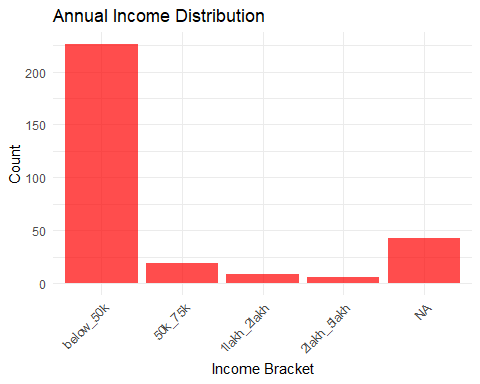 Annual Income Distribution
Count
200
150
100
50
0
below_50k
50k_75k
1lakh_2lakh
2lakh_5lakh
NA
Income Bracket